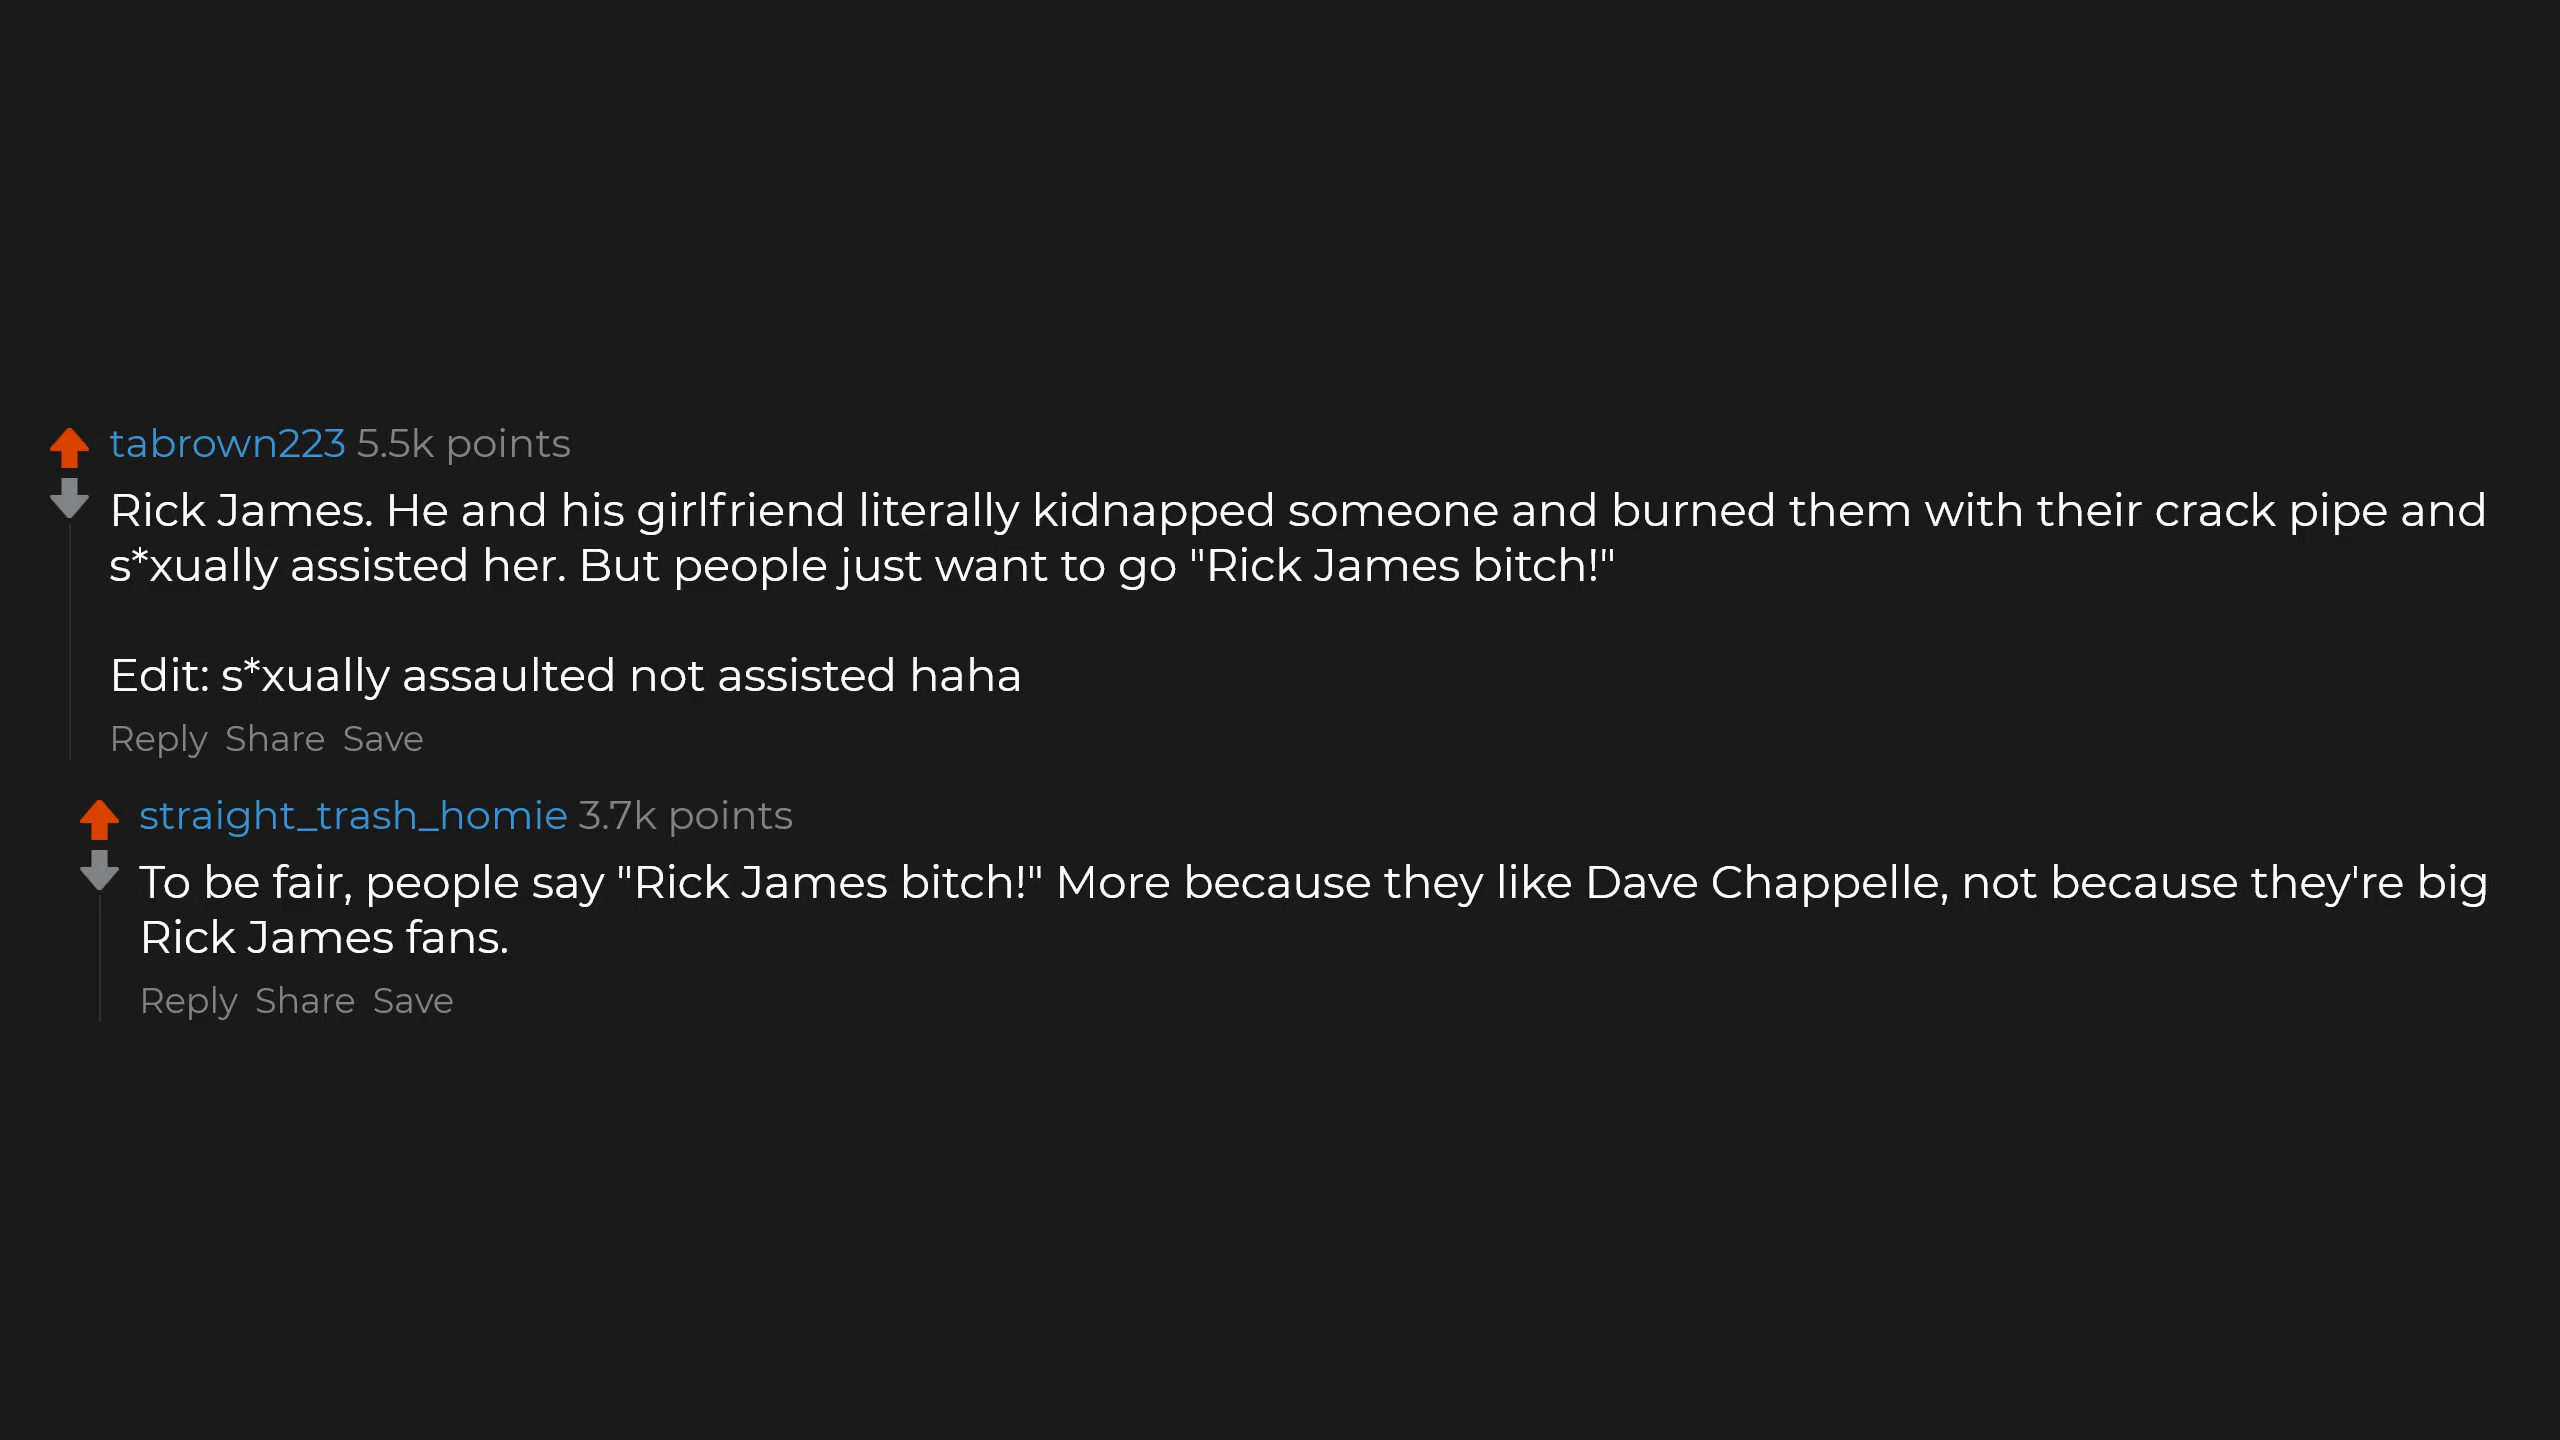 tabrown223 5.5k points
Rick James. He and his girlfriend literally kidnapped someone and burned them with their crack pipe and
s*xually assisted her. But people just want to go "Rick James bitch!"
Edit: s*xually assaulted not assisted haha
Reply Share Save
straight_trash_homie 3.7k points
To be fair, people say "Rick James bitch!" More because they like Dave Chappelle, not because they're big
Rick James fans.
Reply Share Save